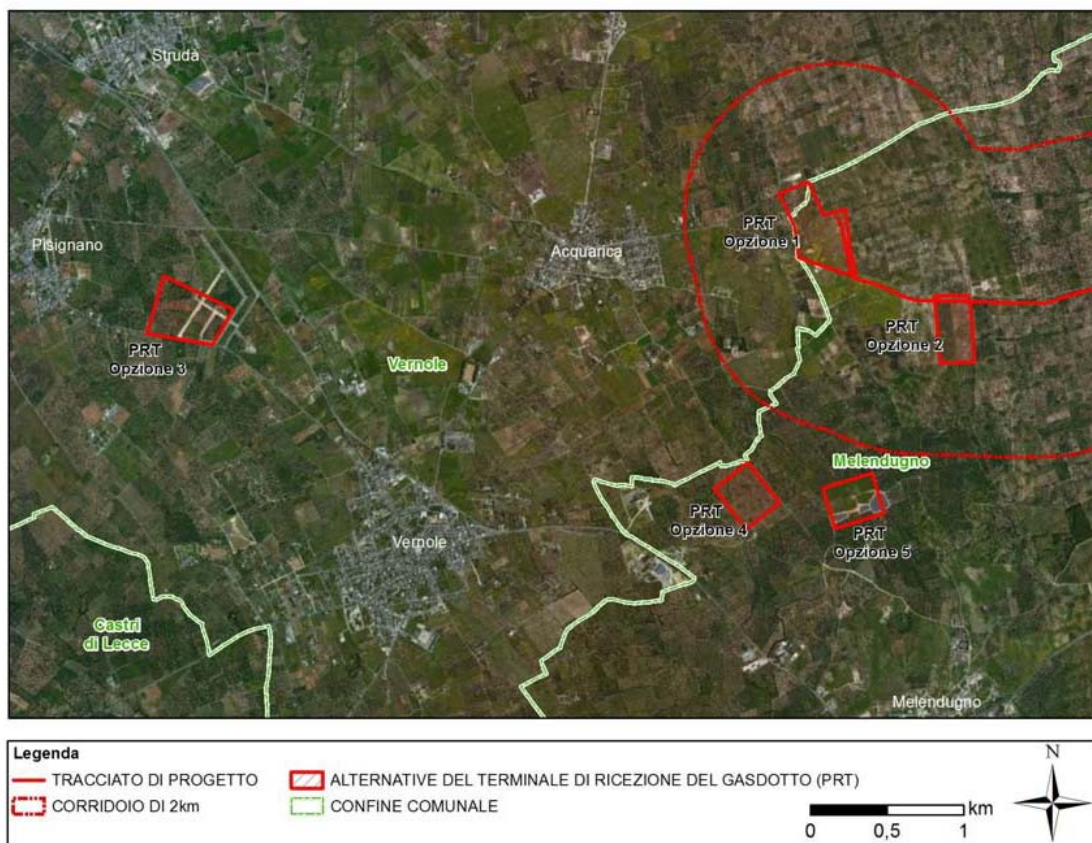 Strudà
Pisignano
Acquarica
PRT
Opzione 1
PRT
Opzione 2
PRT
Opzione 3
Vernole
Melendugno
PRT
Opzione 4
PRT
Opzione 5
Vernole
Castri
di Lecce
Melendugno
Legenda
TRACCIATO DI PROGETTO
ALTERNATIVE DEL TERMINALE DI RICEZIONE DEL GASDOTTO (PRT)
CORRIDOIO DI 2km
CONFINE COMUNALE
N
km
0 0,5 1